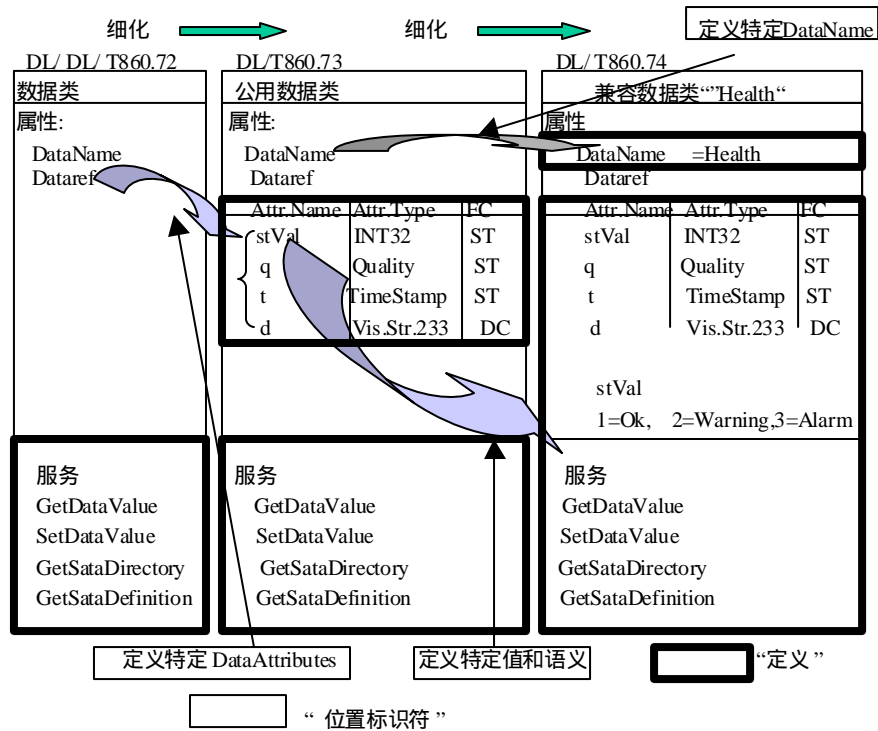 细化 细化 定义特定DataName
DL/ DL/ T860.72 DL/T860.73 DL/ T860.74
数据类 公用数据类 兼容数据类“”Health“
属性: 属性: 属性
DataName DataName DataName =Health
Dataref Dataref Dataref
Attr.Name Attr.Type FC Attr.Name Attr.Type FC
stVal INT32 ST stVal INT32 ST
q Quality ST q Quality ST
t TimeStamp ST t TimeStamp ST
d Vis.Str.233 DC d Vis.Str.233 DC
stVal
1=Ok, 2=Warning,3=Alarm
服务 服务 服务
GetDataValue GetDataValue GetDataValue
SetDataValue SetDataValue SetDataValue
GetSataDirectory GetSataDirectory GetSataDirectory
GetSataDefinition GetSataDefinition GetSataDefinition
定义特定 DataAttributes 定义特定值和语义 “定义 ”
“ 位置标识符 ”